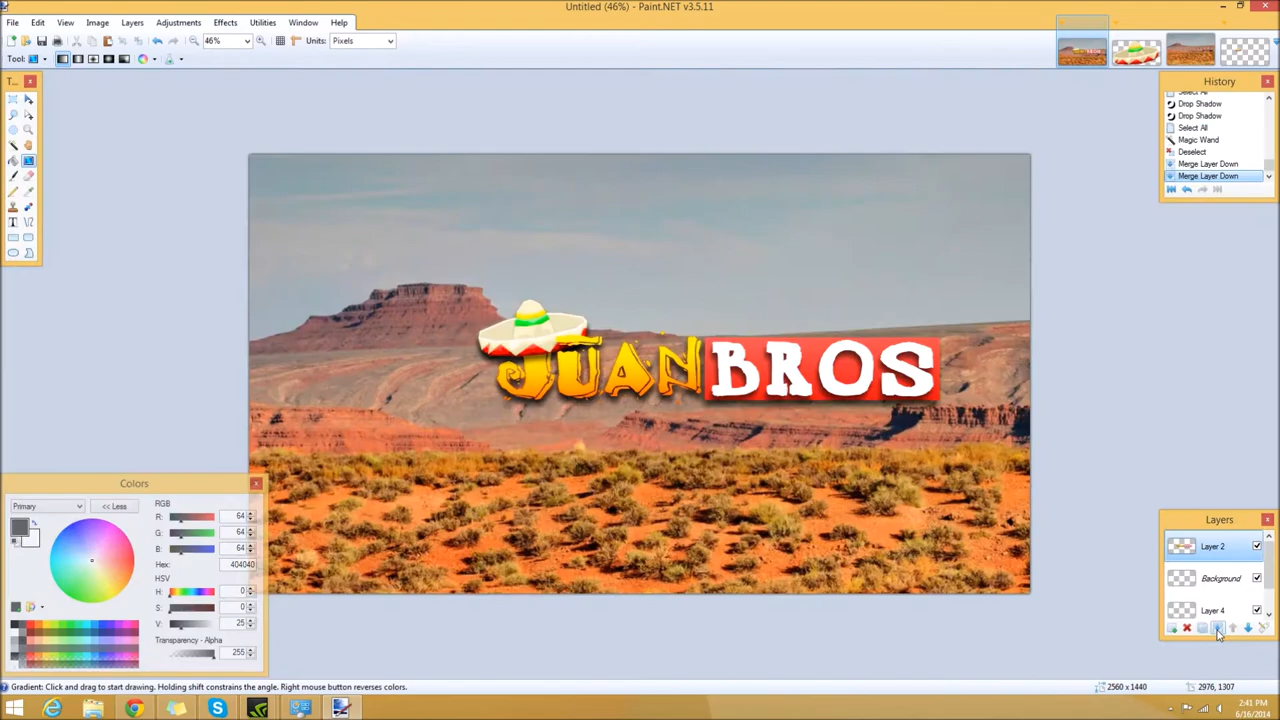 Untitled (46%) - Paint.NET v3.5.11
File Edit View Image Layers Adjustments Effects Utilities Window Help
46% Units: Pixels
Tool:
T...
History
Select All
Drop Shadow
Drop Shadow
Select All
Magic Wand
Deselect
Merge Layer Down
Merge Layer Down
JUANBROS
Colors
Primary << Less
RGB
R: 64
G: 64
B: 64
Hex: 404040
HSV
H: 0
S: 0
V: 25
Transparency - Alpha
255
Layers
Layer 2
Background
Layer 4
Gradient: Click and drag to start drawing. Holding shift constrains the angle. Right mouse button reverses colors.
2560 x 1440 2976, 1307
2:41 PM
6/16/2014